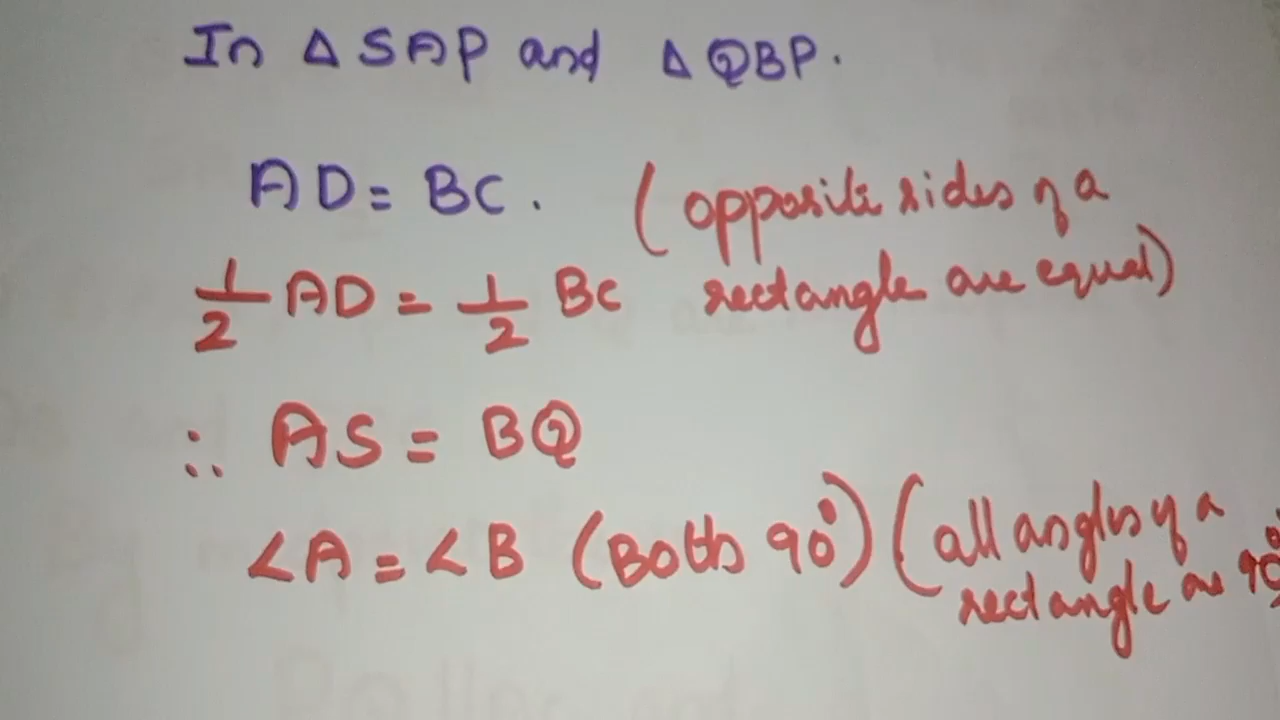 In Δ SAP and Δ QBP.
AD = BC. (opposite sides of a
1/2 AD = 1/2 BC rectangle are equal)
∴ AS = BQ
∠A = ∠B (Both 90°) (all angles of a
rectangle are 90°